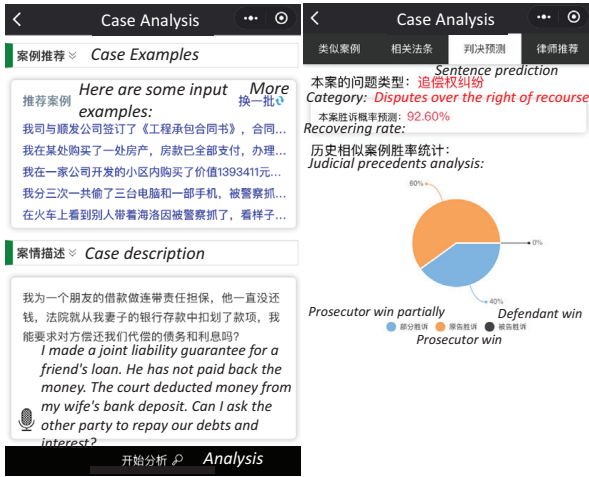 Case Analysis
案例推荐 Case Examples
推荐案例 Here are some input examples: More 换一批
我司与顺发公司签订了《工程承包合同书》，合同...
我在某处购买了一处房产，房款已全部支付，办理...
我在一家公司开发的小区内购买了价值1393411元...
我分三次一共偷了三台电脑和一部手机，被警察抓...
在火车上看到别人带着海洛因被警察抓了，看样子...
案情描述 Case description
我为一个朋友的借款做连带责任担保，他一直没还
钱，法院就从我妻子的银行存款中扣划了款项，我
能要求对方偿还我们代偿的债务和利息吗?
I made a joint liability guarantee for a
friend's loan. He has not paid back the
money. The court deducted money from
my wife's bank deposit. Can I ask the
other party to repay our debts and
interest?
开始分析 Analysis
Case Analysis
类似案例 相关法条 判决预测 律师推荐
Sentence prediction
本案的问题类型：追偿权纠纷
Category: Disputes over the right of recourse
本案胜诉概率预测：92.60%
Recovering rate:
历史相似案例胜率统计：
Judicial precedents analysis:
60%
0%
40%
Prosecutor win partially Defendant win
部分胜诉 原告胜诉 被告胜诉
Prosecutor win